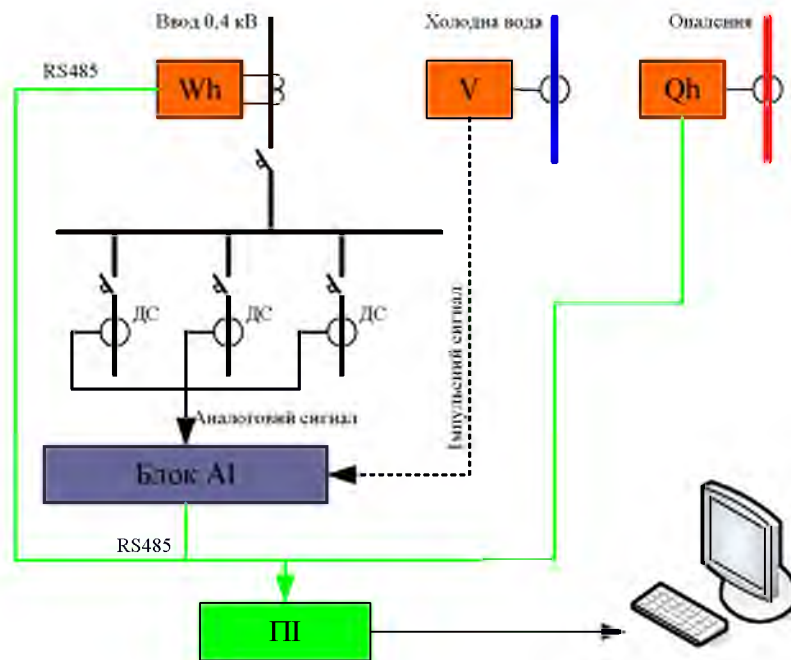 Ввод 0,4 кВ
Холодна вода
Опалення
RS485
Wh
V
Qh
ДС
ДС
ДС
Імпульсний сигнал
Аналоговий сигнал
Блок АІ
RS485
ПІ